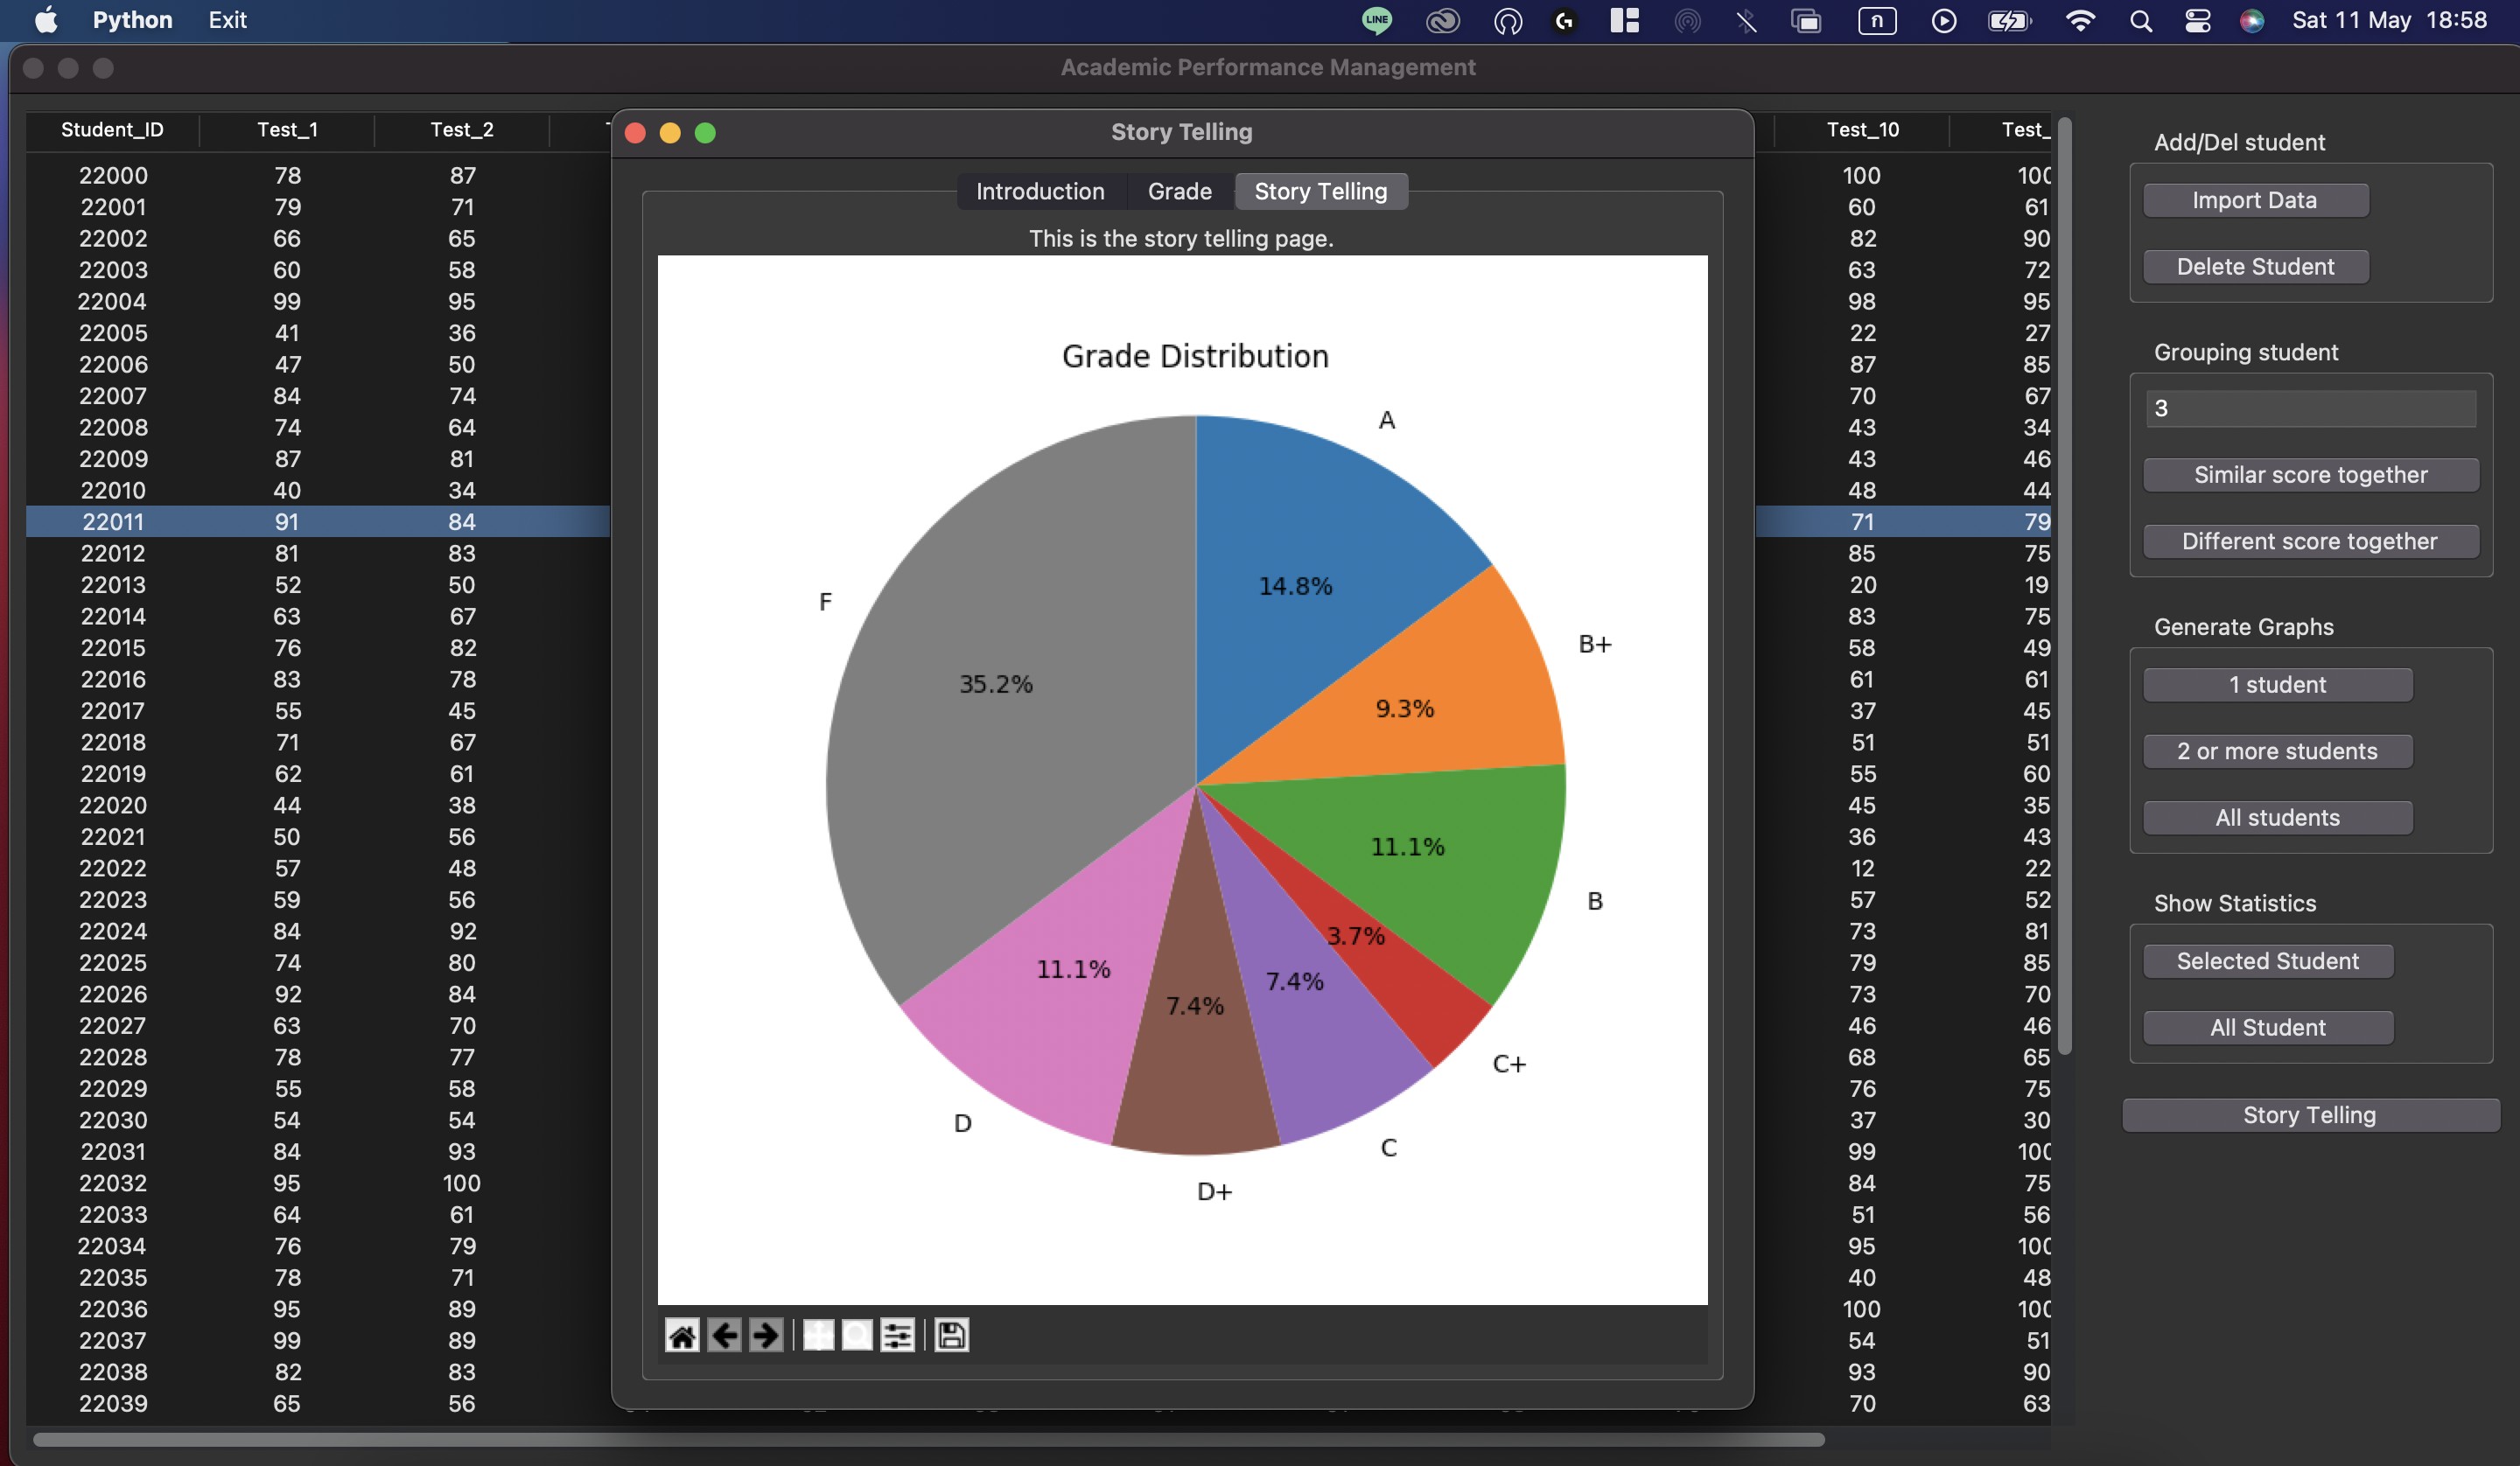 Python Exit LINE ก Sat 11 May 18:58
Academic Performance Management
Student_ID Test_1 Test_2 Test_10 Test_
22000 78 87 100 100
22001 79 71 60 61
22002 66 65 82 90
22003 60 58 63 72
22004 99 95 98 95
22005 41 36 22 27
22006 47 50 87 85
22007 84 74 70 67
22008 74 64 43 34
22009 87 81 43 46
22010 40 34 48 44
22011 91 84 71 79
22012 81 83 85 75
22013 52 50 20 19
22014 63 67 83 75
22015 76 82 58 49
22016 83 78 61 61
22017 55 45 37 45
22018 71 67 51 51
22019 62 61 55 60
22020 44 38 45 35
22021 50 56 36 43
22022 57 48 12 22
22023 59 56 57 52
22024 84 92 73 81
22025 74 80 79 85
22026 92 84 73 70
22027 63 70 46 46
22028 78 77 68 65
22029 55 58 76 75
22030 54 54 37 30
22031 84 93 99 100
22032 95 100 84 75
22033 64 61 51 56
22034 76 79 95 100
22035 78 71 40 48
22036 95 89 100 100
22037 99 89 54 51
22038 82 83 93 90
22039 65 56 70 63
Story Telling
Introduction Grade Story Telling
This is the story telling page.
Grade Distribution
A
14.8%
B+
9.3%
B
11.1%
C+
3.7%
C
7.4%
D+
7.4%
D
11.1%
F
35.2%
Add/Del student
Import Data
Delete Student
Grouping student
3
Similar score together
Different score together
Generate Graphs
1 student
2 or more students
All students
Show Statistics
Selected Student
All Student
Story Telling